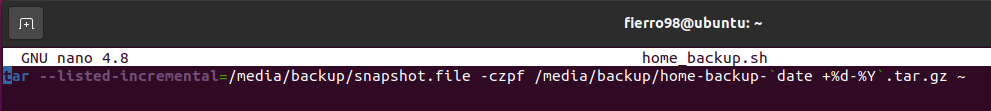 fierro98@ubuntu: ~
GNU nano 4.8 home_backup.sh
tar --listed-incremental=/media/backup/snapshot.file -czpf /media/backup/home-backup-`date +%d-%Y`.tar.gz ~